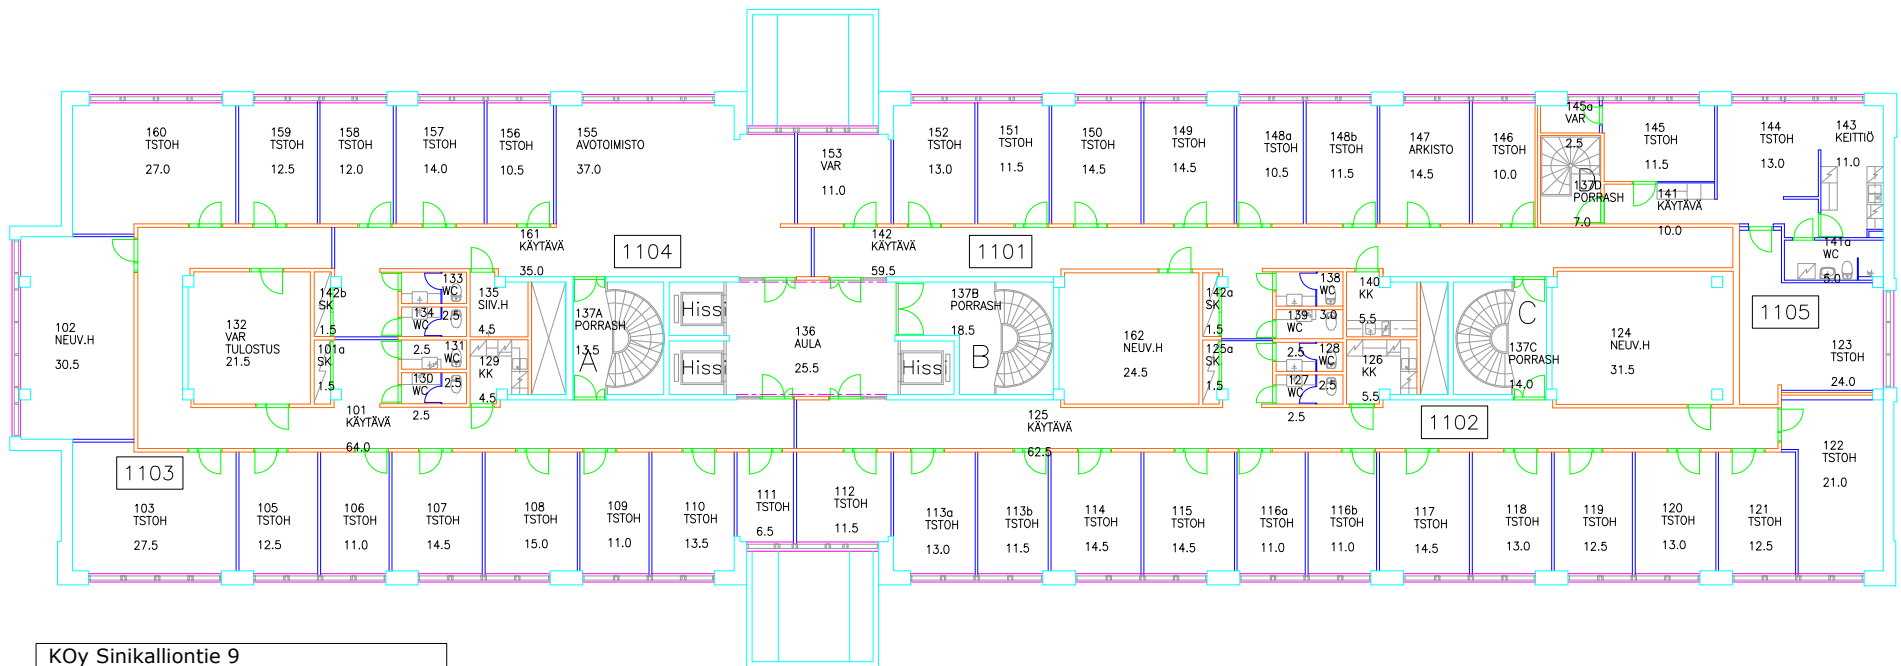 160
TSTOH
27.0
159
TSTOH
12.5
158
TSTOH
12.0
157
TSTOH
14.0
156
TSTOH
10.5
155
AVOTOIMISTO
37.0
153
VAR
11.0
152
TSTOH
13.0
151
TSTOH
11.5
150
TSTOH
14.5
149
TSTOH
14.5
148a
TSTOH
10.5
148b
TSTOH
11.5
147
ARKISTO
14.5
146
TSTOH
10.0
145a
VAR
2.5
145
TSTOH
11.5
144
TSTOH
13.0
143
KEITTIÖ
11.0
D
137D
PORRASH
7.0
141
KÄYTÄVÄ
10.0
161
KÄYTÄVÄ
35.0
1104
142
KÄYTÄVÄ
59.5
1101
141a
WC
6.0
1105
102
NEUV.H
30.5
132
VAR
TULOSTUS
21.5
142b
SK
1.5
101a
SK
1.5
133
WC
2.5
134
WC
2.5
131
WC
2.5
130
WC
2.5
135
SIIV.H
4.5
129
KK
4.5
137A
PORRASH
13.5
A
Hissi
Hissi
136
AULA
25.5
137B
PORRASH
18.5
Hissi
B
162
NEUV.H
24.5
142a
SK
1.5
125a
SK
1.5
138
WC
3.0
139
WC
2.5
128
WC
2.5
127
WC
2.5
140
KK
5.5
126
KK
5.5
C
137C
PORRASH
14.0
124
NEUV.H
31.5
123
TSTOH
24.0
101
KÄYTÄVÄ
64.0
125
KÄYTÄVÄ
62.5
1102
1103
122
TSTOH
21.0
103
TSTOH
27.5
105
TSTOH
12.5
106
TSTOH
11.0
107
TSTOH
14.5
108
TSTOH
15.0
109
TSTOH
11.0
110
TSTOH
13.5
111
TSTOH
6.5
112
TSTOH
11.5
113a
TSTOH
13.0
113b
TSTOH
11.5
114
TSTOH
14.5
115
TSTOH
14.5
116a
TSTOH
11.0
116b
TSTOH
11.0
117
TSTOH
14.5
118
TSTOH
13.0
119
TSTOH
12.5
120
TSTOH
13.0
121
TSTOH
12.5
KOy Sinikalliontie 9